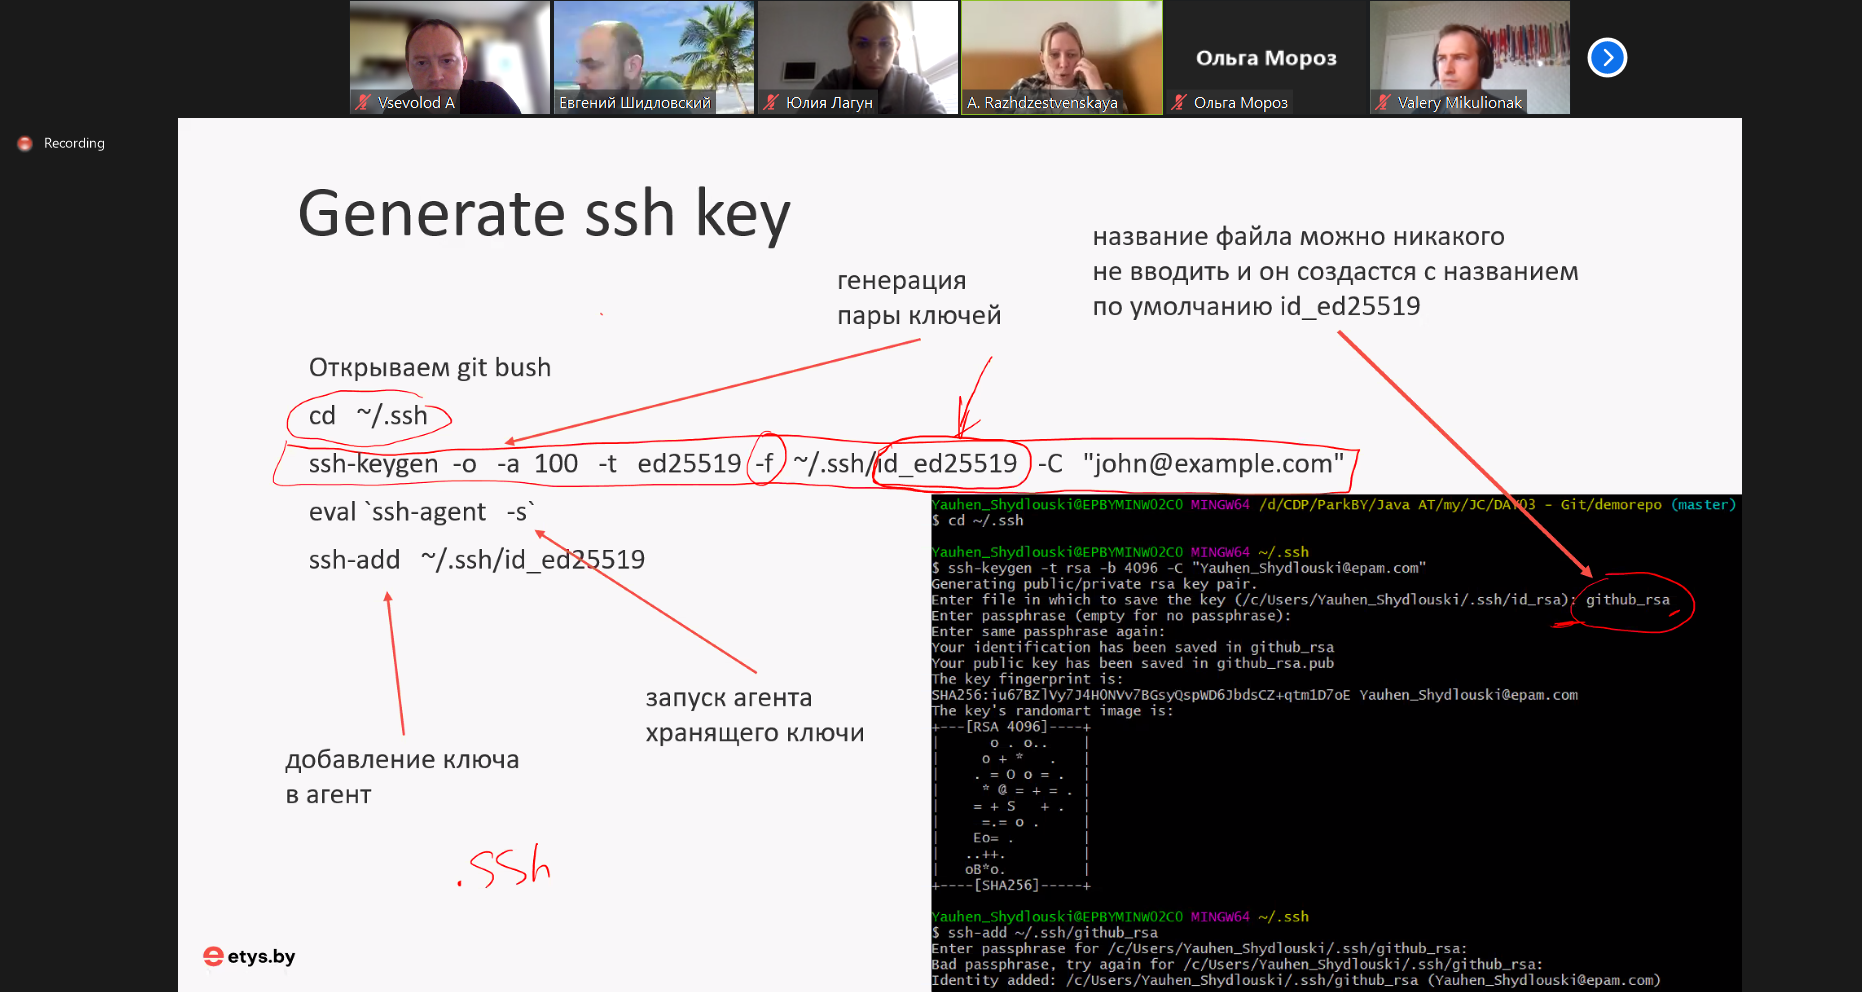 Vsevolod A
Евгений Шидловский
Юлия Лагун
A. Razhdzestvenskaya
Ольга Мороз
Ольга Мороз
Valery Mikulionak
Recording
Generate ssh key
название файла можно никакого
не вводить и он создастся с названием
по умолчанию id_ed25519
генерация
пары ключей
Открываем git bush
cd ~/.ssh
ssh-keygen -o -a 100 -t ed25519 -f ~/.ssh/id_ed25519 -C "john@example.com"
eval `ssh-agent -s`
ssh-add ~/.ssh/id_ed25519
запуск агента
хранящего ключи
добавление ключа
в агент
.ssh
etys.by
Yauhen_Shydlouski@EPBYMINW02C0 MINGW64 /d/CDP/ParkBY/Java AT/my/JC/DAY03 - Git/demorepo (master)
$ cd ~/.ssh
Yauhen_Shydlouski@EPBYMINW02C0 MINGW64 ~/.ssh
$ ssh-keygen -t rsa -b 4096 -C "Yauhen_Shydlouski@epam.com"
Generating public/private rsa key pair.
Enter file in which to save the key (/c/Users/Yauhen_Shydlouski/.ssh/id_rsa): github_rsa
Enter passphrase (empty for no passphrase):
Enter same passphrase again:
Your identification has been saved in github_rsa
Your public key has been saved in github_rsa.pub
The key fingerprint is:
SHA256:iu67BZlVy7J4H0NVv7BGsyQspWD6JbdsCZ+qtm1D7oE Yauhen_Shydlouski@epam.com
The key's randomart image is:
+---[RSA 4096]----+
|      o . o..    |
|     o + *   .   |
|    . = O o = .  |
|     * @ = + = . |
|    = + S   + .  |
|     =.= o .     |
|    Eo= .        |
|   ..++.         |
|   oB*o.         |
+----[SHA256]-----+
Yauhen_Shydlouski@EPBYMINW02C0 MINGW64 ~/.ssh
$ ssh-add ~/.ssh/github_rsa
Enter passphrase for /c/Users/Yauhen_Shydlouski/.ssh/github_rsa:
Bad passphrase, try again for /c/Users/Yauhen_Shydlouski/.ssh/github_rsa:
Identity added: /c/Users/Yauhen_Shydlouski/.ssh/github_rsa (Yauhen_Shydlouski@epam.com)